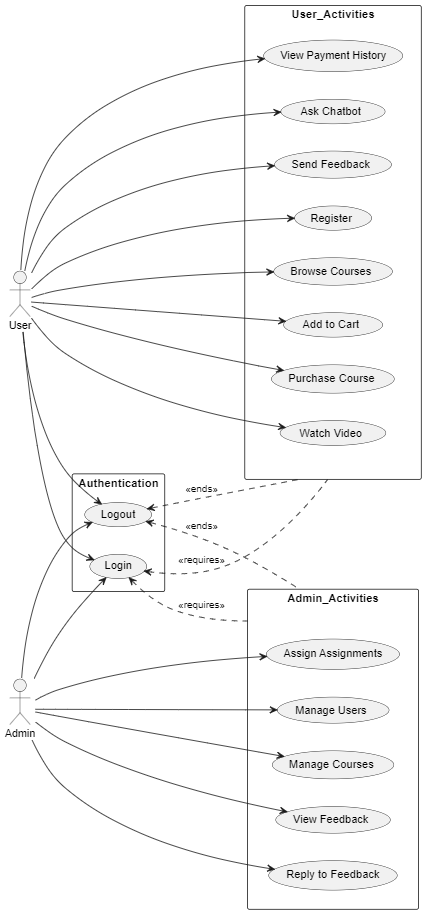 User_Activities
View Payment History
Ask Chatbot
Send Feedback
Register
Browse Courses
User
Add to Cart
Purchase Course
Watch Video
Authentication
«ends»
Logout
«ends»
«requires»
Login
Admin_Activities
«requires»
Assign Assignments
Manage Users
Admin
Manage Courses
View Feedback
Reply to Feedback